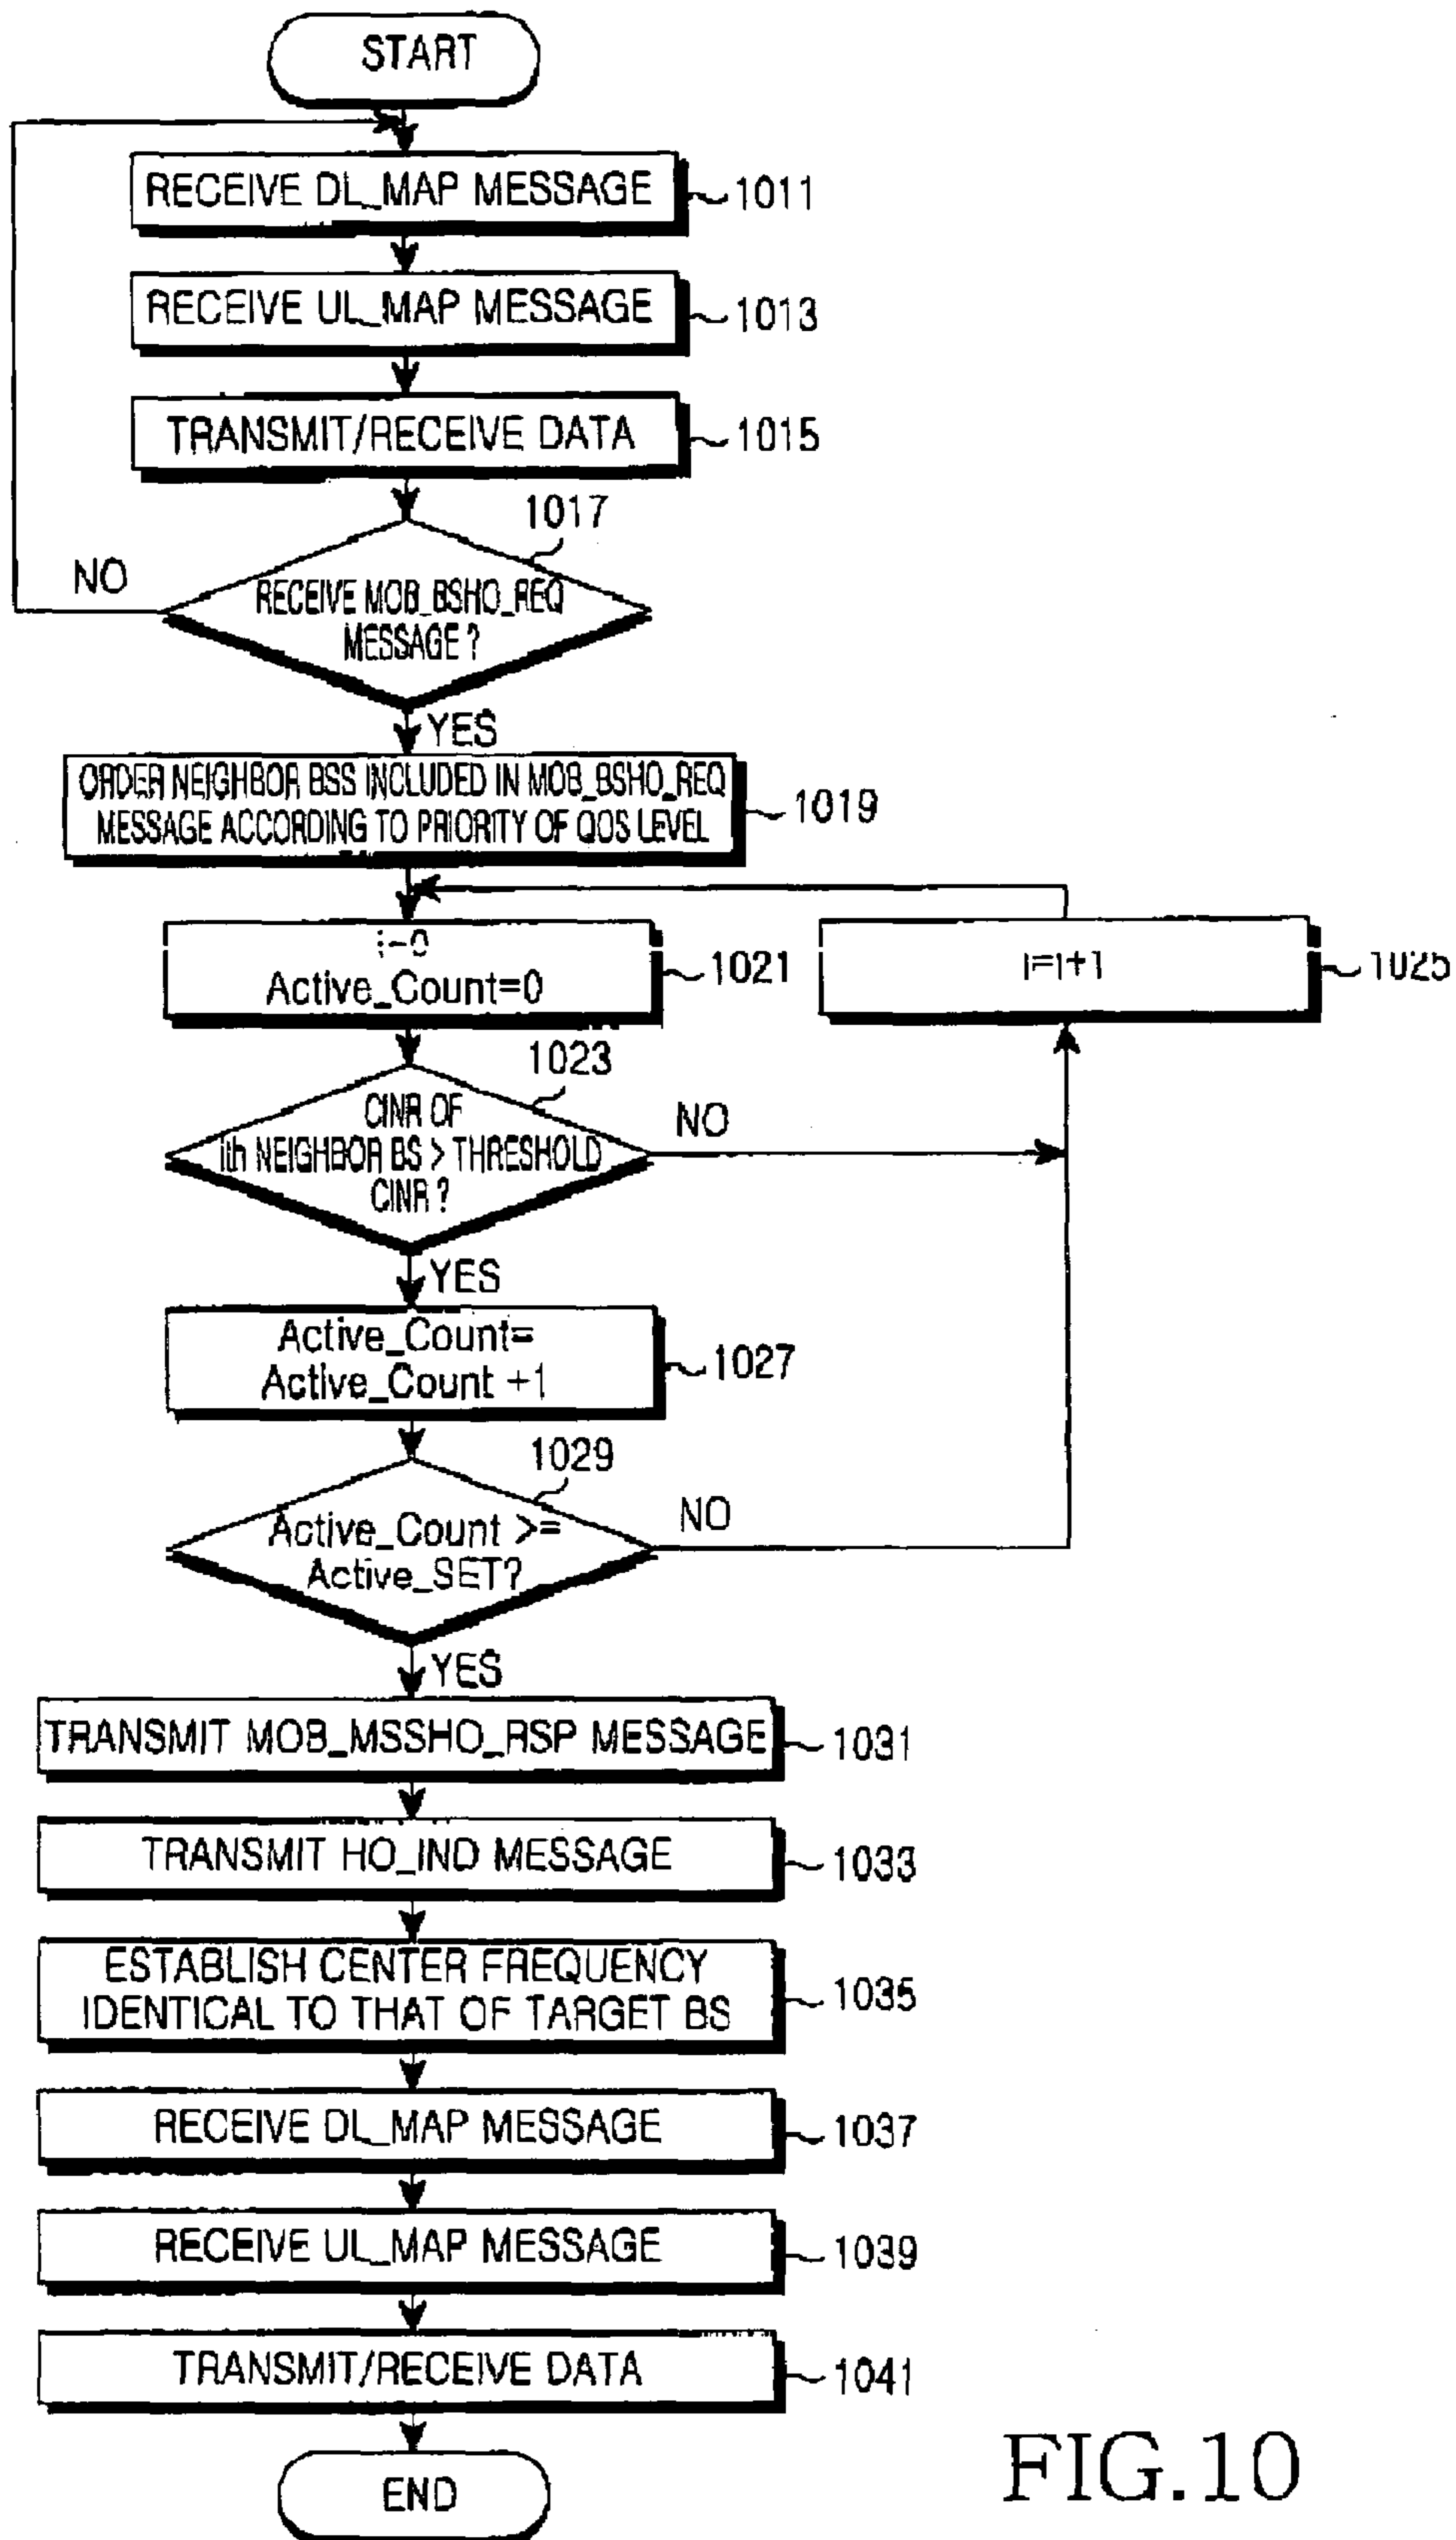 START
RECEIVE DL_MAP MESSAGE
1011
RECEIVE UL_MAP MESSAGE
1013
TRANSMIT/RECEIVE DATA
1015
1017
NO
RECEIVE MOB_BSHO_REQ
MESSAGE ?
YES
ORDER NEIGHBOR BSS INCLUDED IN MOB_BSHO_REQ
MESSAGE ACCORDING TO PRIORITY OF QOS LEVEL
1019
i=0
Active_Count=0
1021
i=i+1
1025
1023
CINR OF
ith NEIGHBOR BS > THRESHOLD
CINR ?
NO
YES
Active_Count=
Active_Count +1
1027
1029
Active_Count >=
Active_SET?
NO
YES
TRANSMIT MOB_MSSHO_RSP MESSAGE
1031
TRANSMIT HO_IND MESSAGE
1033
ESTABLISH CENTER FREQUENCY
IDENTICAL TO THAT OF TARGET BS
1035
RECEIVE DL_MAP MESSAGE
1037
RECEIVE UL_MAP MESSAGE
1039
TRANSMIT/RECEIVE DATA
1041
END
FIG.10